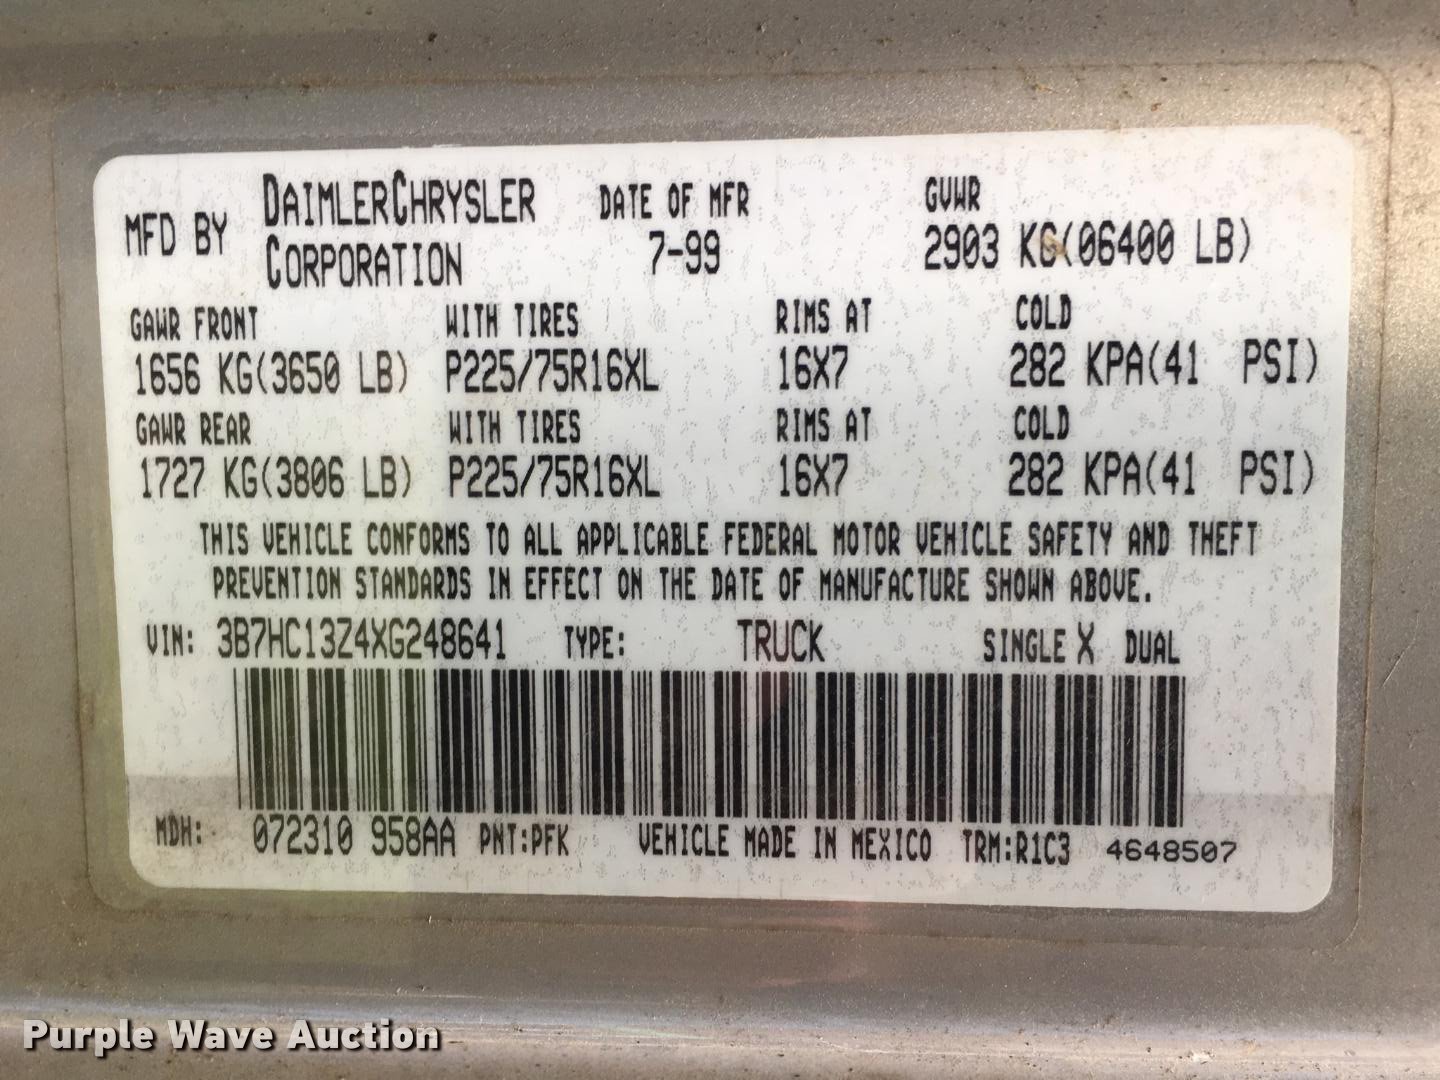 MFD BY DAIMLERCHRYSLER CORPORATION DATE OF MFR 7-99 GVWR 2903 KG(06400 LB)
GAWR FRONT WITH TIRES RIMS AT COLD
1656 KG(3650 LB) P225/75R16XL 16X7 282 KPA(41 PSI)
GAWR REAR WITH TIRES RIMS AT COLD
1727 KG(3806 LB) P225/75R16XL 16X7 282 KPA(41 PSI)
THIS VEHICLE CONFORMS TO ALL APPLICABLE FEDERAL MOTOR VEHICLE SAFETY AND THEFT
PREVENTION STANDARDS IN EFFECT ON THE DATE OF MANUFACTURE SHOWN ABOVE.
VIN: 3B7HC13Z4XG248641 TYPE: TRUCK SINGLE X DUAL
MDH: 072310 958AA PNT:PFK VEHICLE MADE IN MEXICO TRM:R1C3 4648507
Purple Wave Auction